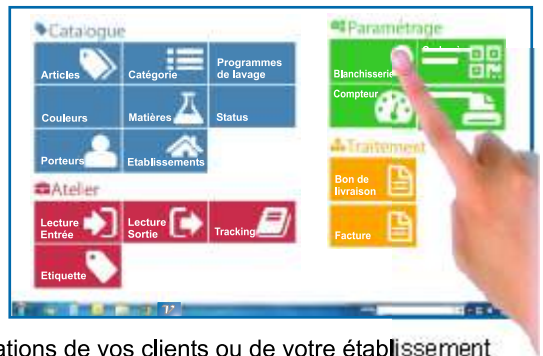 Catalogue
Articles
Catégorie
Programmes
de lavage
Couleurs
Matières
Status
Porteurs
Etablissements
Atelier
Lecture
Entrée
Lecture
Sortie
Tracking
Etiquette
Paramétrage
Blanchisserie
Compteur
Traitement
Bon de
livraison
Facture
ations de vos clients ou de votre établissement